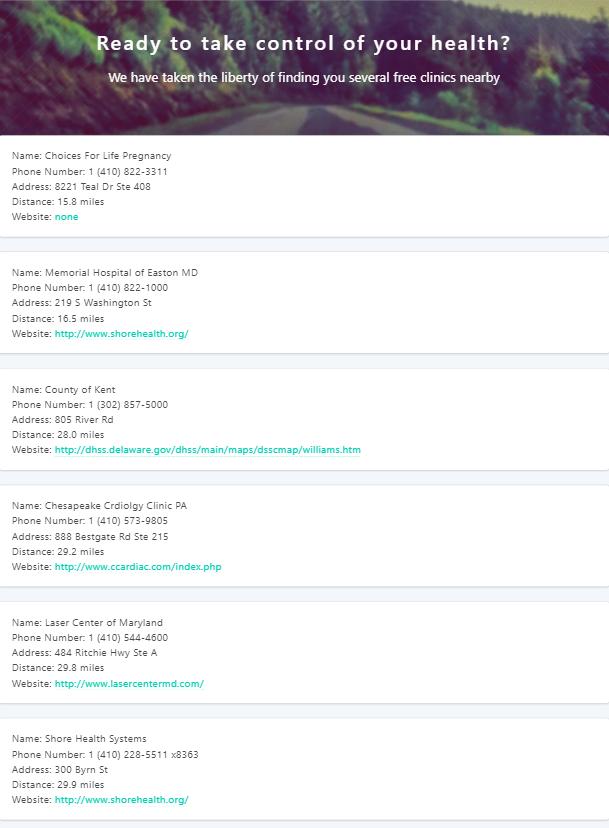 Ready to take control of your health?
We have taken the liberty of finding you several free clinics nearby
Name: Choices For Life Pregnancy
Phone Number: 1 (410) 822-3311
Address: 8221 Teal Dr Ste 408
Distance: 15.8 miles
Website: none
Name: Memorial Hospital of Easton MD
Phone Number: 1 (410) 822-1000
Address: 219 S Washington St
Distance: 16.5 miles
Website: http://www.shorehealth.org/
Name: County of Kent
Phone Number: 1 (302) 857-5000
Address: 805 River Rd
Distance: 28.0 miles
Website: http://dhss.delaware.gov/dhss/main/maps/dsscmap/williams.htm
Name: Chesapeake Crdiolgy Clinic PA
Phone Number: 1 (410) 573-9805
Address: 888 Bestgate Rd Ste 215
Distance: 29.2 miles
Website: http://www.ccardiac.com/index.php
Name: Laser Center of Maryland
Phone Number: 1 (410) 544-4600
Address: 484 Ritchie Hwy Ste A
Distance: 29.8 miles
Website: http://www.lasercentermd.com/
Name: Shore Health Systems
Phone Number: 1 (410) 228-5511 x8363
Address: 300 Byrn St
Distance: 29.9 miles
Website: http://www.shorehealth.org/